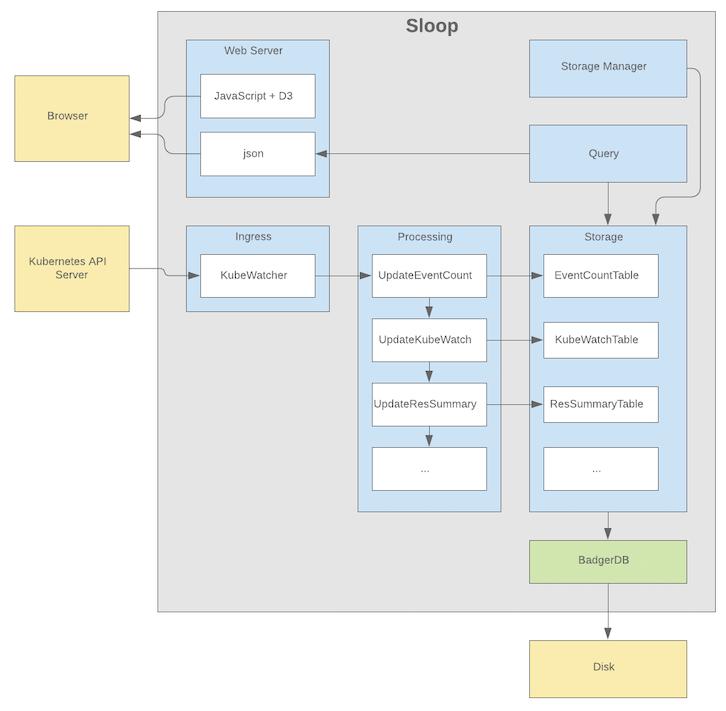 Sloop
Web Server
JavaScript + D3
json
Storage Manager
Query
Browser
Kubernetes API
Server
Ingress
KubeWatcher
Processing
UpdateEventCount
UpdateKubeWatch
UpdateResSummary
...
Storage
EventCountTable
KubeWatchTable
ResSummaryTable
...
BadgerDB
Disk